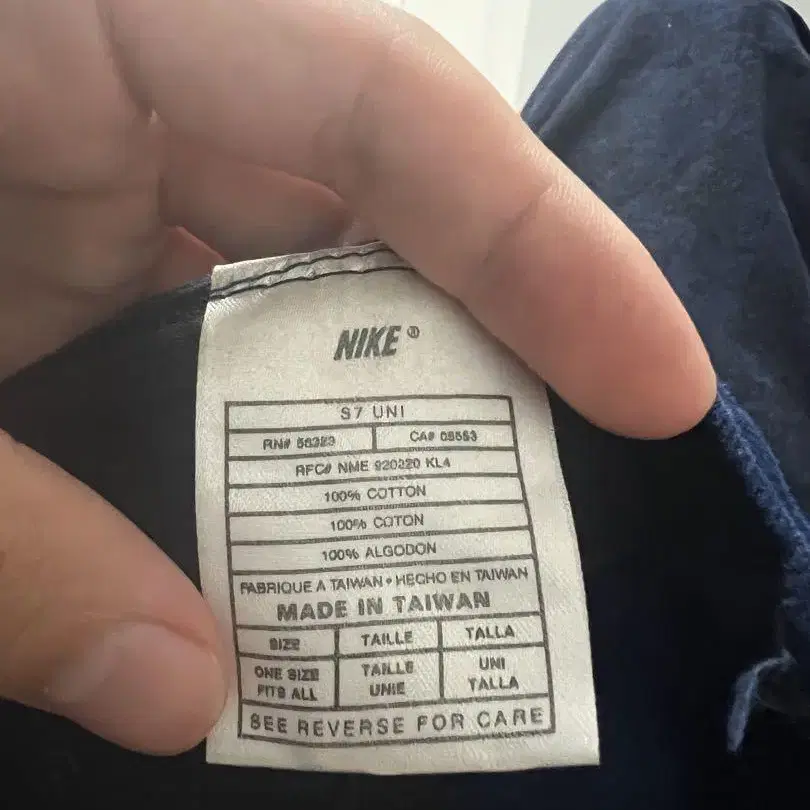 NIKE®
S7 UNI
RN# 56323 CA# 05553
RFC# NME 920220 KL4
100% COTTON
100% COTON
100% ALGODON
FABRIQUE A TAIWAN • HECHO EN TAIWAN
MADE IN TAIWAN
SIZE TAILLE TALLA
ONE SIZE TAILLE UNI
FITS ALL UNIE TALLA
SEE REVERSE FOR CARE